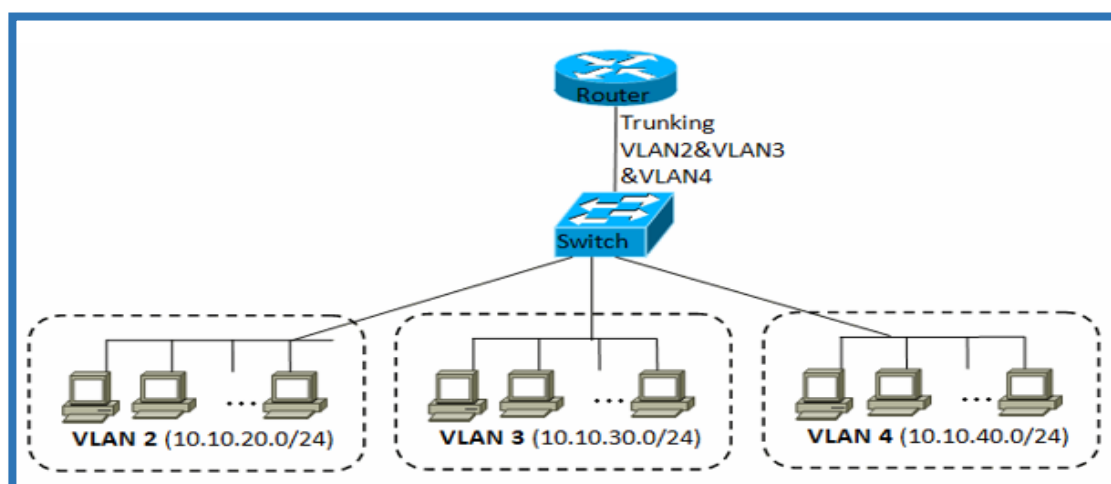 Router
Trunking
VLAN2&VLAN3
&VLAN4
Switch
...
...
...
VLAN 2 (10.10.20.0/24)
VLAN 3 (10.10.30.0/24)
VLAN 4 (10.10.40.0/24)